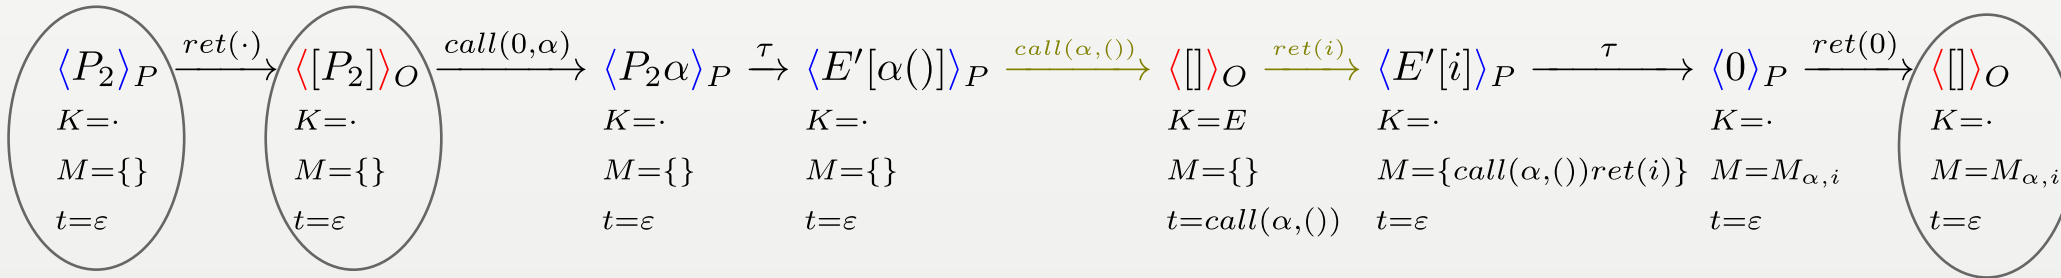 ⟨P₂⟩_P —ret(·)→ ⟨[P₂]⟩_O —call(0,α)→ ⟨P₂α⟩_P —τ→ ⟨E′[α()]⟩_P —call(α,())→ ⟨[]⟩_O —ret(i)→ ⟨E′[i]⟩_P —τ→ ⟨0⟩_P —ret(0)→ ⟨[]⟩_O
K=· K=· K=· K=· K=E K=· K=· K=·
M={} M={} M={} M={} M={} M={call(α,())ret(i)} M=M_{α,i} M=M_{α,i}
t=ε t=ε t=ε t=ε t=call(α,()) t=ε t=ε t=ε